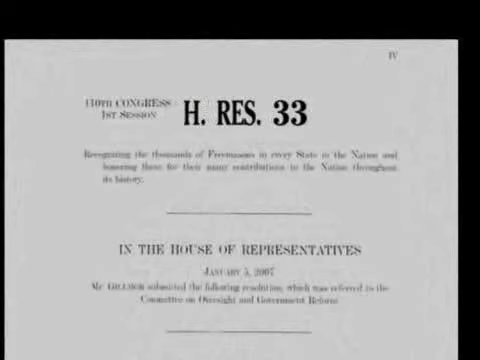 IV
110TH CONGRESS
1ST SESSION
H. RES. 33
Recognizing the thousands of Freemasons in every State in the Nation and
honoring them for their many contributions to the Nation throughout
its history.
IN THE HOUSE OF REPRESENTATIVES
JANUARY 5, 2007
Mr. GILLMOR submitted the following resolution; which was referred to the
Committee on Oversight and Government Reform